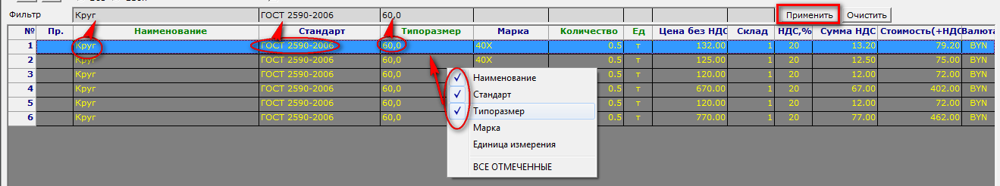 Фильтр Круг ГОСТ 2590-2006 60,0 Применить Очистить
№ Пр. Наименование Стандарт Типоразмер Марка Количество Ед Цена без НДС Склад НДС,% Сумма НДС Стоимость(+НДС Валюта
1 Круг ГОСТ 2590-2006 60,0 40Х 0.5 т 132.00 1 20 13.20 79.20 BYN
2 Круг ГОСТ 2590-2006 60,0 40Х 0.5 т 125.00 1 20 12.50 75.00 BYN
3 Круг ГОСТ 2590-2006 60,0 0.5 т 120.00 1 20 12.00 72.00 BYN
4 Круг ГОСТ 2590-2006 60,0 0.5 т 670.00 1 20 67.00 402.00 BYN
5 Круг ГОСТ 2590-2006 60,0 0.5 т 120.00 1 20 12.00 72.00 BYN
6 Круг ГОСТ 2590-2006 60,0 0.5 т 770.00 1 20 77.00 462.00 BYN
Наименование
Стандарт
Типоразмер
Марка
Единица измерения
ВСЕ ОТМЕЧЕННЫЕ